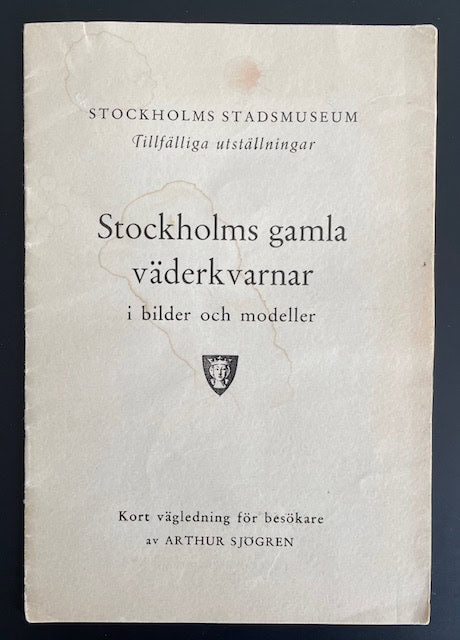 STOCKHOLMS STADSMUSEUM
Tillfälliga utställningar
Stockholms gamla
väderkvarnar
i bilder och modeller
Kort vägledning för besökare
av ARTHUR SJÖGREN